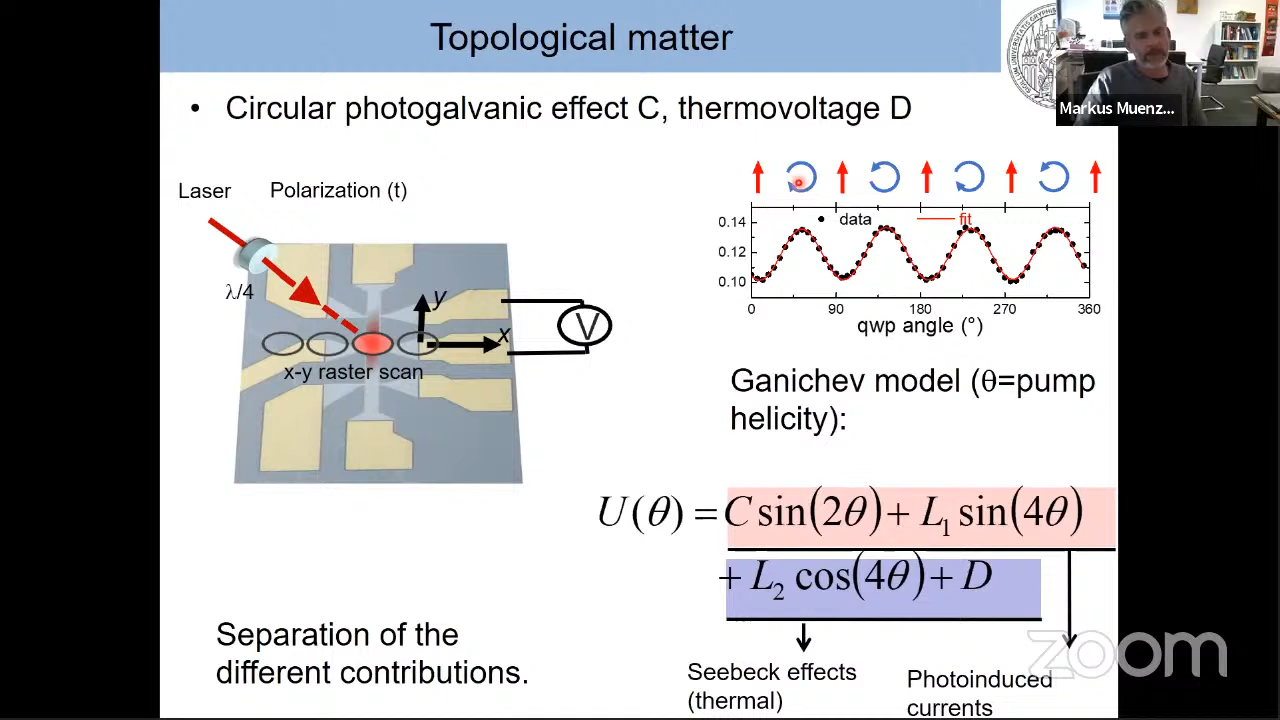 Topological matter
Markus Muenz...
• Circular photogalvanic effect C, thermovoltage D
Laser
Polarization (t)
λ/4
y
x
V
x-y raster scan
data
fit
0.14
0.12
0.10
0
90
180
270
360
qwp angle (°)
Ganichev model (θ=pump
helicity):
U(θ) = C sin(2θ) + L₁ sin(4θ)
+ L₂ cos(4θ) + D
Separation of the
different contributions.
Seebeck effects
(thermal)
Photoinduced
currents
zoom